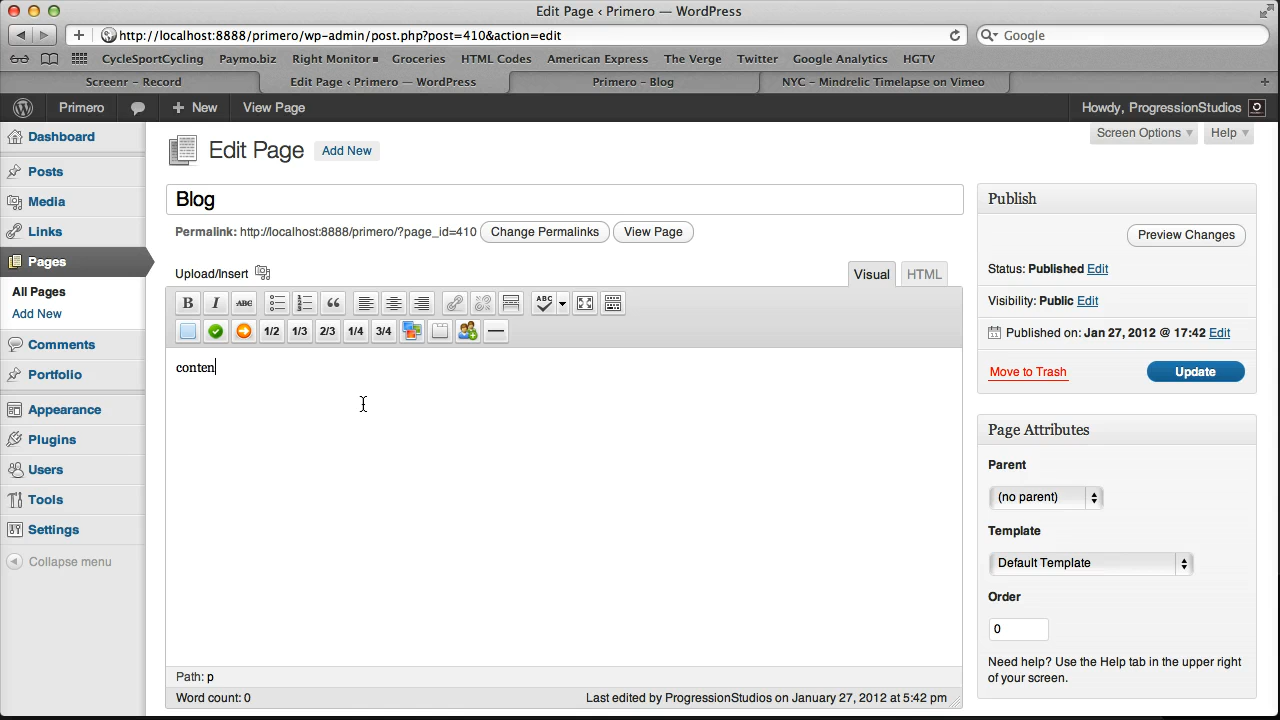 Edit Page ‹ Primero — WordPress
http://localhost:8888/primero/wp-admin/post.php?post=410&action=edit
Google
CycleSportCycling Paymo.biz Right Monitor Groceries HTML Codes American Express The Verge Twitter Google Analytics HGTV
Screenr – Record Edit Page ‹ Primero — WordPress Primero – Blog NYC – Mindrelic Timelapse on Vimeo
Primero + New View Page Howdy, ProgressionStudios
Screen Options Help
Dashboard
Posts
Media
Links
Pages
All Pages
Add New
Comments
Portfolio
Appearance
Plugins
Users
Tools
Settings
Collapse menu
Edit Page Add New
Blog
Permalink: http://localhost:8888/primero/?page_id=410 Change Permalinks View Page
Upload/Insert Visual HTML
B I ABC ABC
1/2 1/3 2/3 1/4 3/4
conten
Path: p
Word count: 0 Last edited by ProgressionStudios on January 27, 2012 at 5:42 pm
Publish
Preview Changes
Status: Published Edit
Visibility: Public Edit
Published on: Jan 27, 2012 @ 17:42 Edit
Move to Trash Update
Page Attributes
Parent
(no parent)
Template
Default Template
Order
0
Need help? Use the Help tab in the upper right
of your screen.